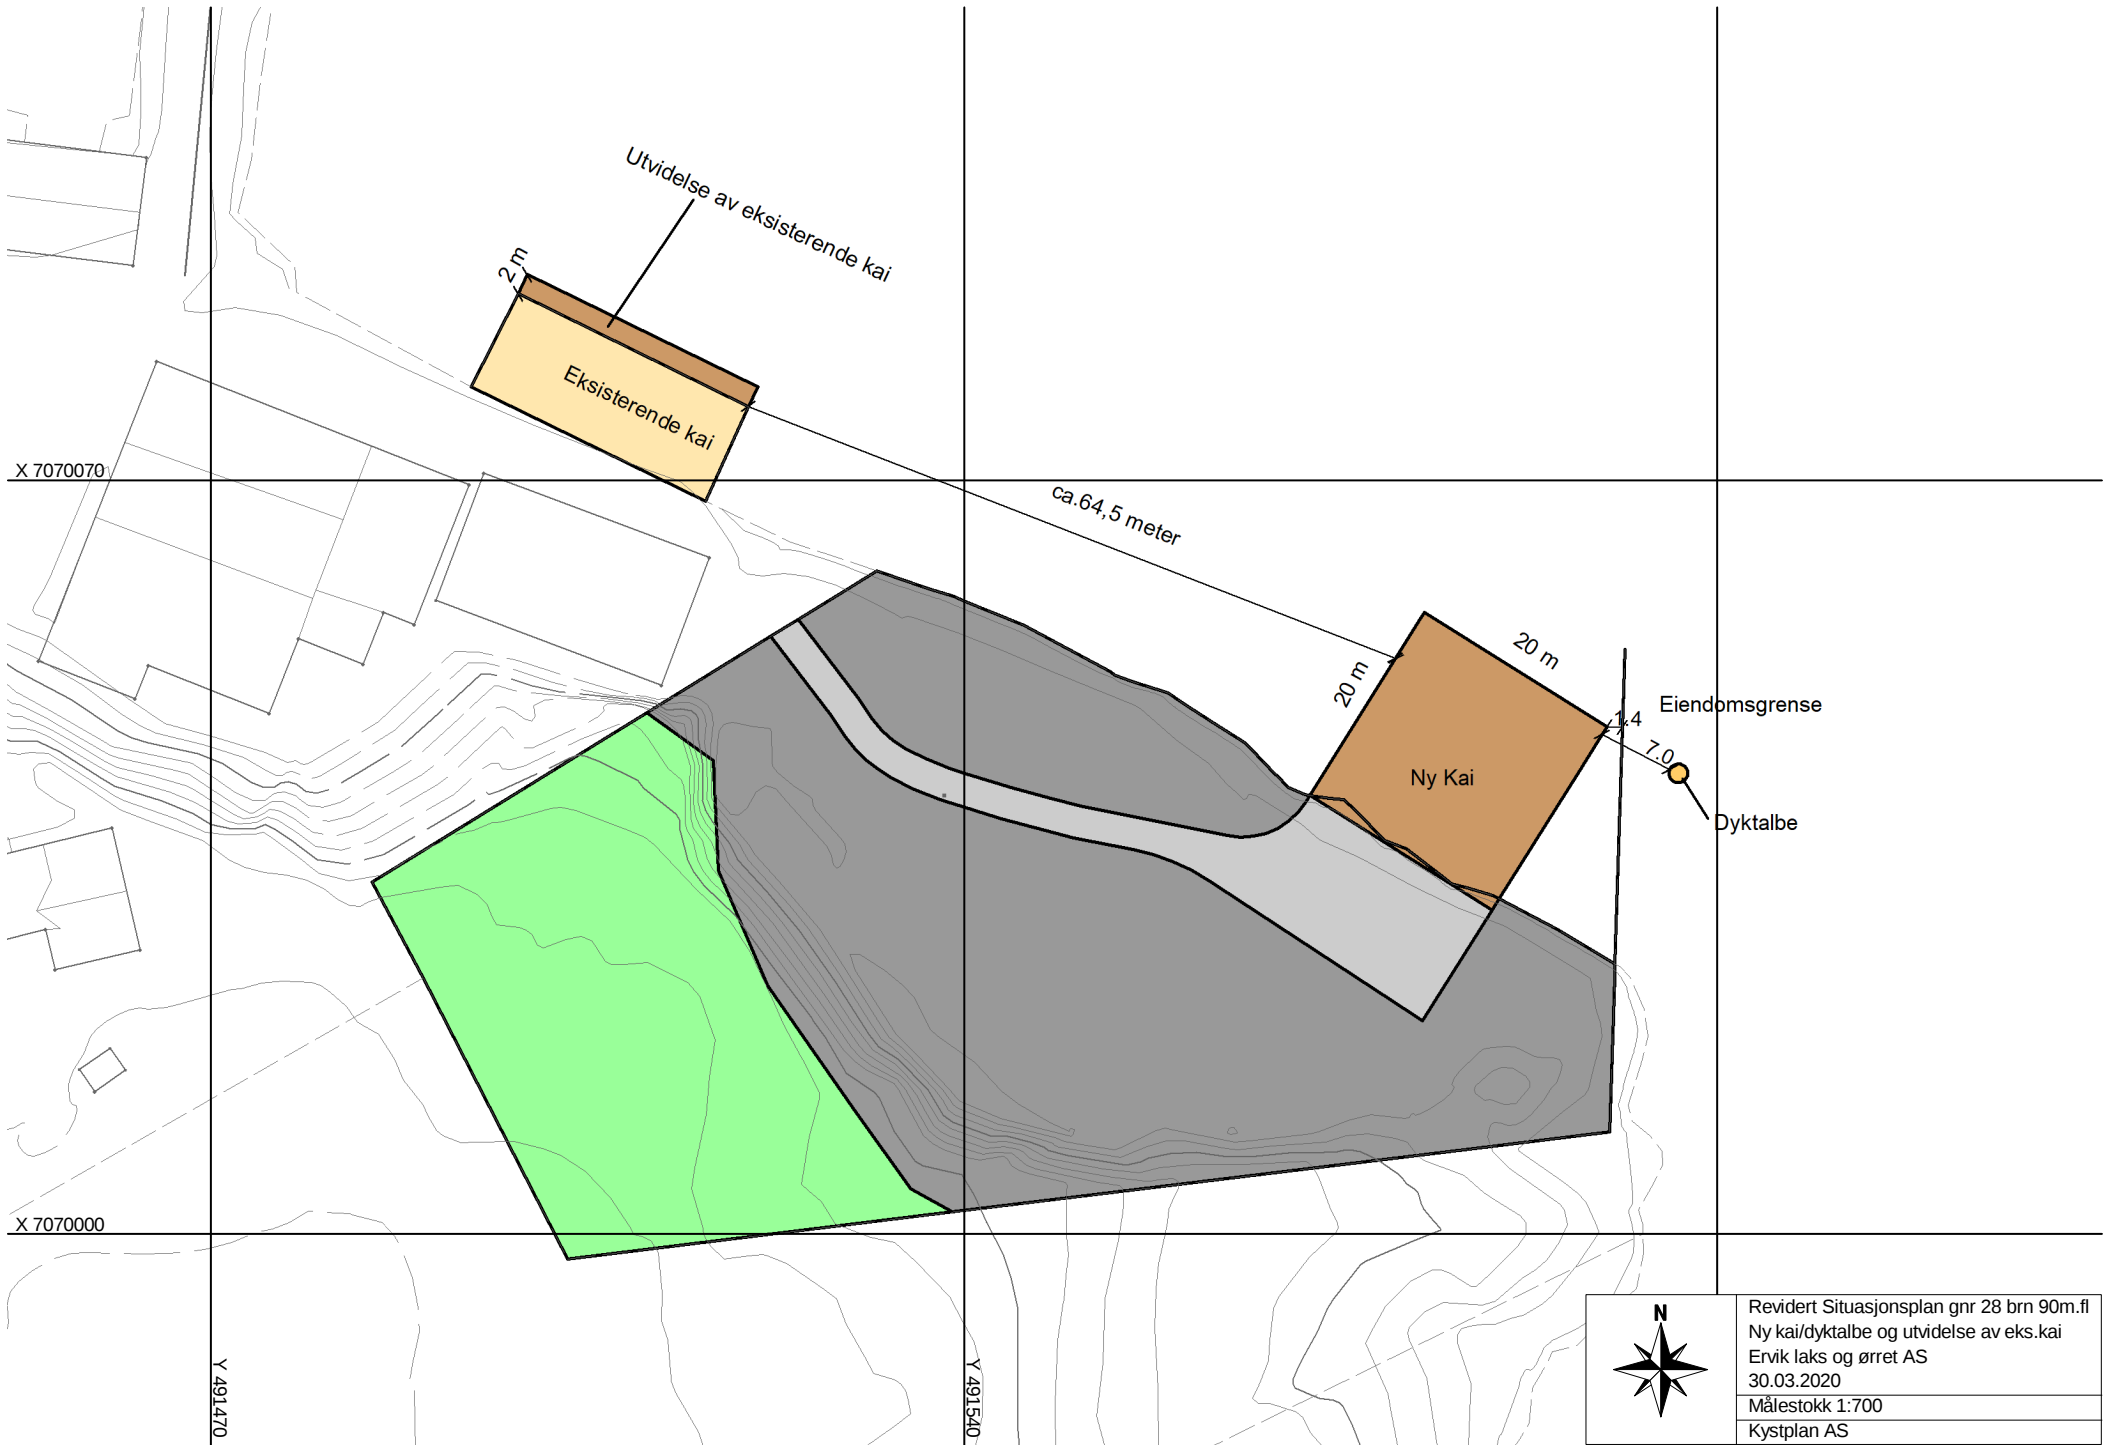 Utvidelse av eksisterende kai
2 m
Eksisterende kai
X 7070070
ca.64,5 meter
20 m
20 m
Eiendomsgrense
1.4
7.0
Ny Kai
Dyktalbe
X 7070000
Y 491470
Y 491540
N
Revidert Situasjonsplan gnr 28 brn 90m.fl
Ny kai/dyktalbe og utvidelse av eks.kai
Ervik laks og ørret AS
30.03.2020
Målestokk 1:700
Kystplan AS